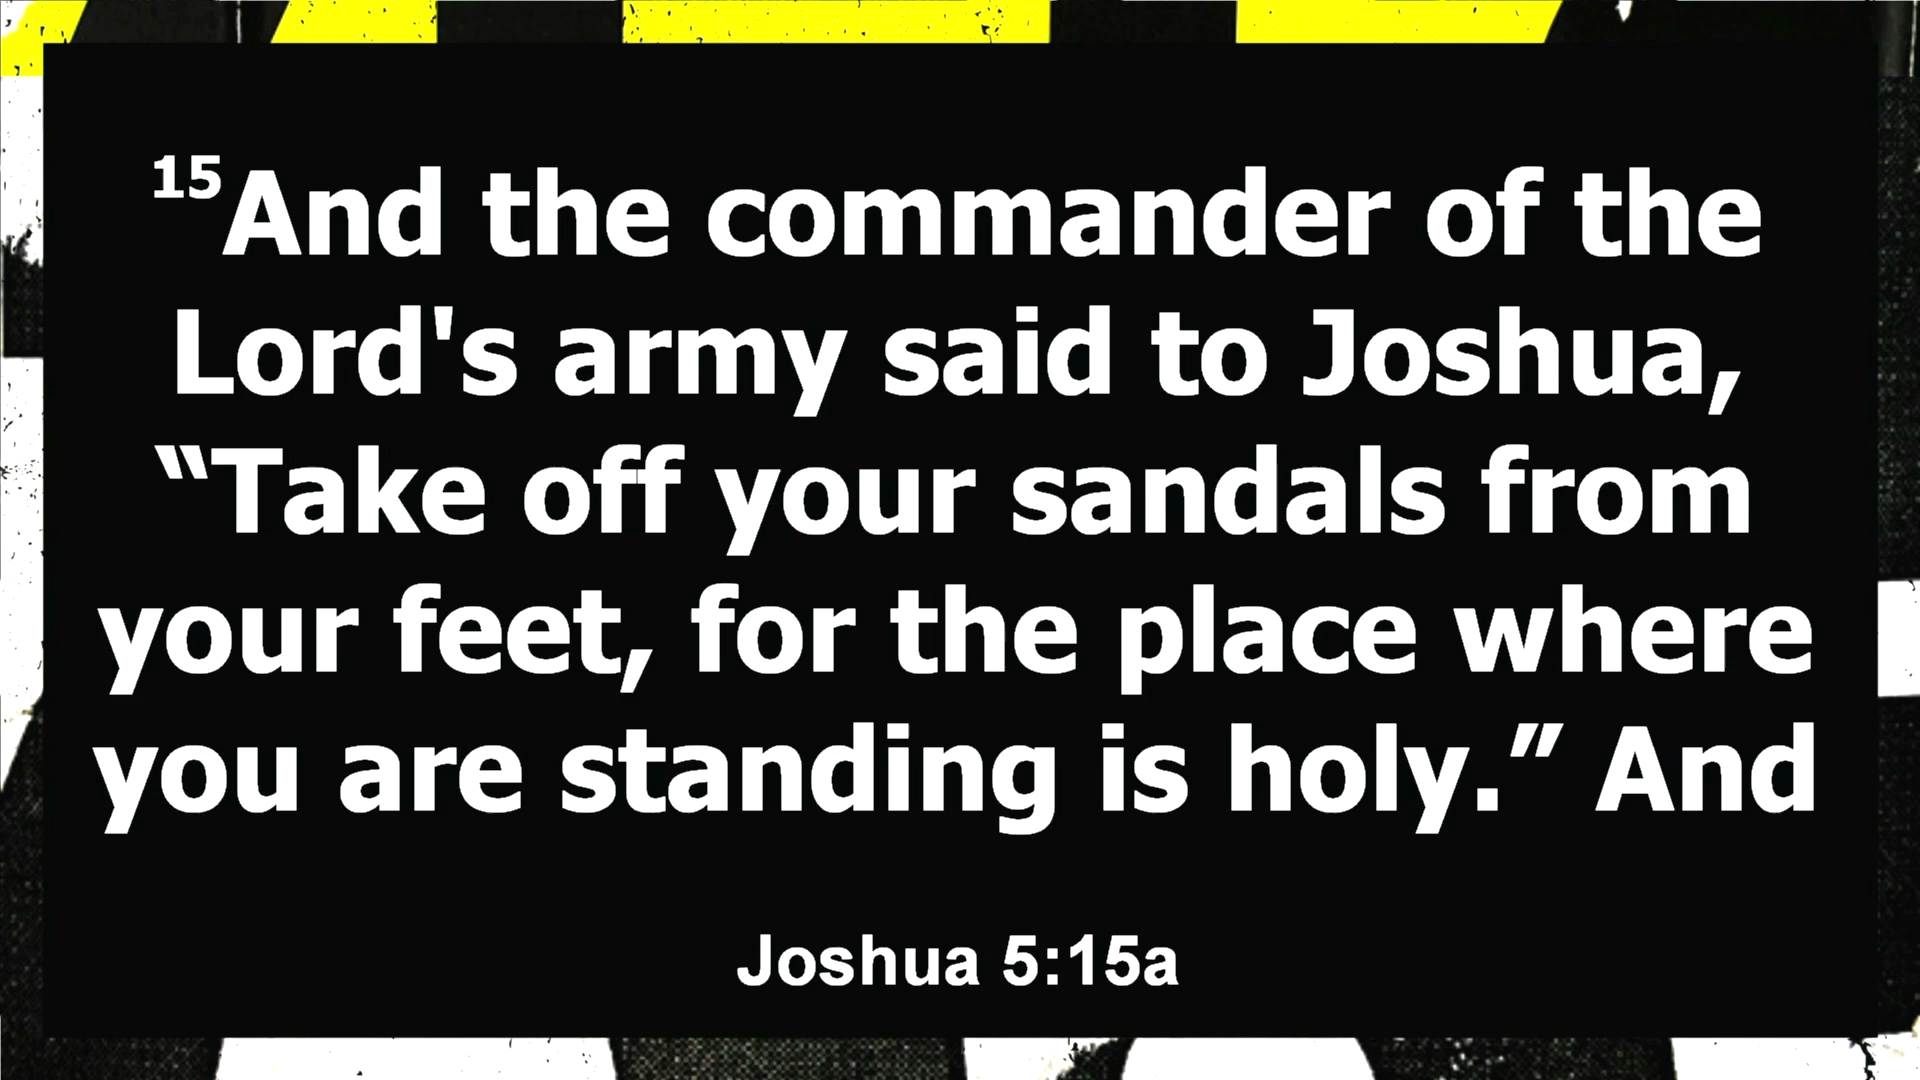 15And the commander of the
Lord's army said to Joshua,
“Take off your sandals from
your feet, for the place where
you are standing is holy.” And
Joshua 5:15a